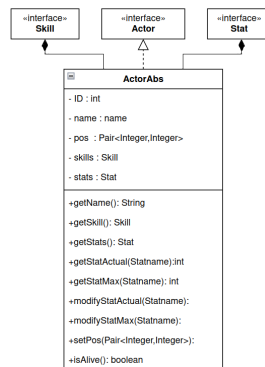 «interface»
Skill
«interface»
Actor
«interface»
Stat
ActorAbs
- ID : int
- name : name
- pos : Pair<Integer,Integer>
- skills : Skill
- stats : Stat
+getName(): String
+getSkill(): Skill
+getStats(): Stat
+getStatActual(Statname):int
+getStatMax(Statname): int
+modifyStatActual(Statname):
+modifyStatMax(Statname):
+setPos(Pair<Integer,Integer>):
+isAlive(): boolean